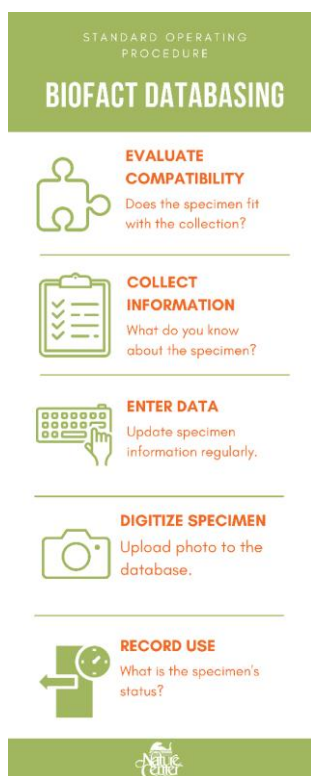 STANDARD OPERATING
PROCEDURE
BIOFACT DATABASING
EVALUATE
COMPATIBILITY
Does the specimen fit
with the collection?
COLLECT
INFORMATION
What do you know
about the specimen?
ENTER DATA
Update specimen
information regularly.
DIGITIZE SPECIMEN
Upload photo to the
database.
RECORD USE
What is the specimen's
status?
Nature
Center